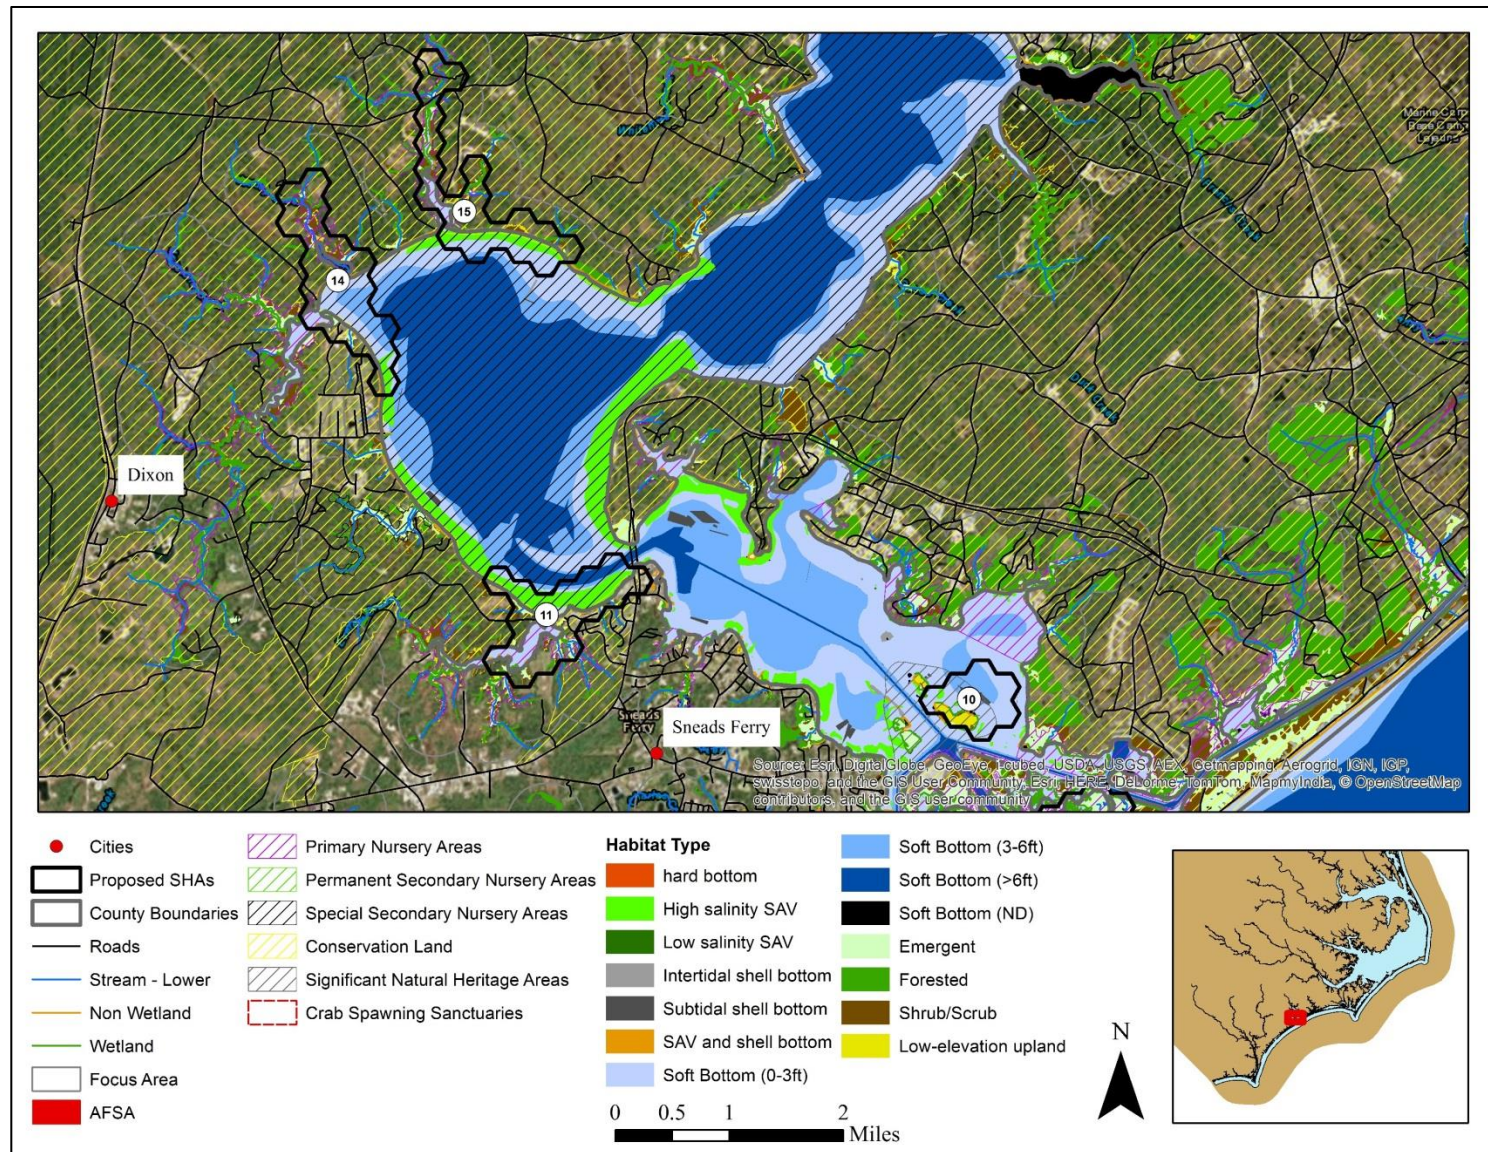 15
14
Dixon
11
10
Sneads
Ferry
Sneads Ferry
Source: Esri, DigitalGlobe, GeoEye, i-cubed, USDA, USGS, AEX, Getmapping, Aerogrid, IGN, IGP,
swisstopo, and the GIS User Community, Esri, HERE, DeLorme, TomTom, MapmyIndia, © OpenStreetMap
contributors, and the GIS user community
Cities
Proposed SHAs
County Boundaries
Roads
Stream - Lower
Non Wetland
Wetland
Focus Area
AFSA
Primary Nursery Areas
Permanent Secondary Nursery Areas
Special Secondary Nursery Areas
Conservation Land
Significant Natural Heritage Areas
Crab Spawning Sanctuaries
Habitat Type
hard bottom
High salinity SAV
Low salinity SAV
Intertidal shell bottom
Subtidal shell bottom
SAV and shell bottom
Soft Bottom (0-3ft)
Soft Bottom (3-6ft)
Soft Bottom (>6ft)
Soft Bottom (ND)
Emergent
Forested
Shrub/Scrub
Low-elevation upland
0 0.5 1 2
Miles
N